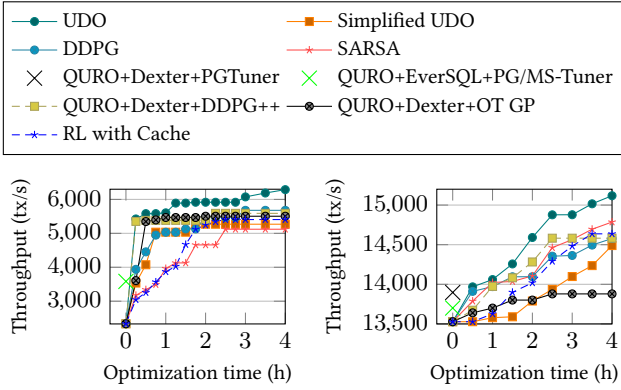 UDO Simplified UDO
DDPG SARSA
QURO+Dexter+PGTuner QURO+EverSQL+PG/MS-Tuner
QURO+Dexter+DDPG++ QURO+Dexter+OT GP
RL with Cache
Throughput (tx/s)
6,000
5,000
4,000
3,000
0 1 2 3 4
Optimization time (h)
Throughput (tx/s)
15,000
14,500
14,000
13,500
0 1 2 3 4
Optimization time (h)